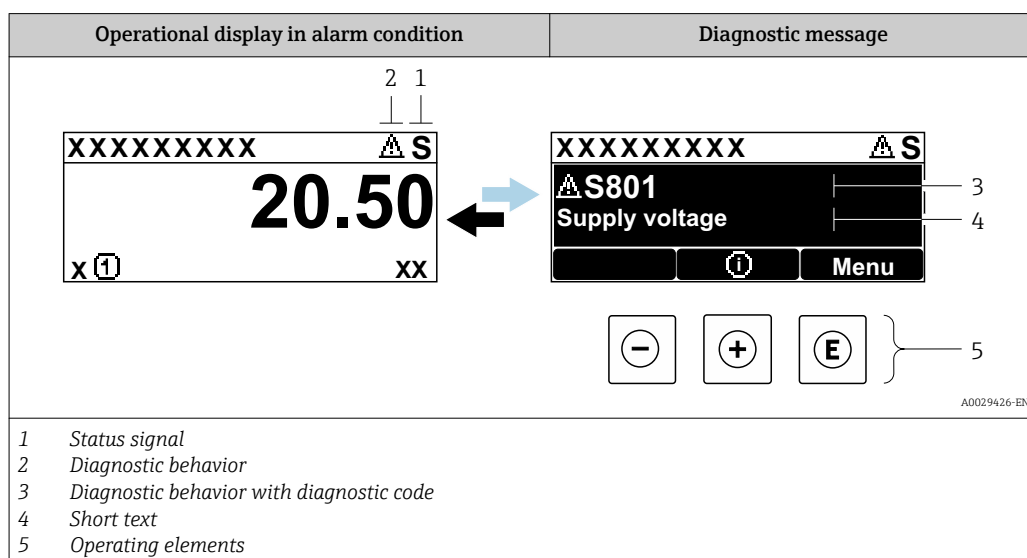 Operational display in alarm condition Diagnostic message
2 1
XXXXXXXXX ⚠ S
20.50
x ① xx
XXXXXXXXX ⚠ S
⚠S801 3
Supply voltage 4
ⓘ Menu
− + E 5
A0029426-EN
1 Status signal
2 Diagnostic behavior
3 Diagnostic behavior with diagnostic code
4 Short text
5 Operating elements